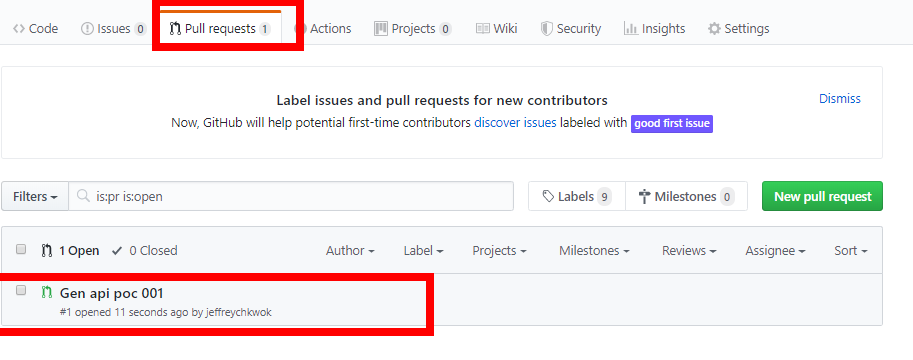 Code Issues 0 Pull requests 1 Actions Projects 0 Wiki Security Insights Settings
Label issues and pull requests for new contributors
Dismiss
Now, GitHub will help potential first-time contributors discover issues labeled with good first issue
Filters is:pr is:open Labels 9 Milestones 0 New pull request
1 Open 0 Closed Author Label Projects Milestones Reviews Assignee Sort
Gen api poc 001
#1 opened 11 seconds ago by jeffreychkwok